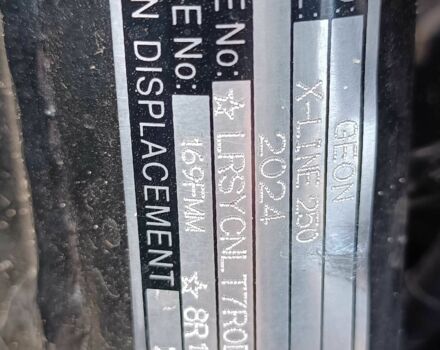 O: GEON
L: X-LINE 250
2024
E No: ☆LRSYCNLT7R0
E No: 169FMM ☆8R1
N DISPLACEMENT